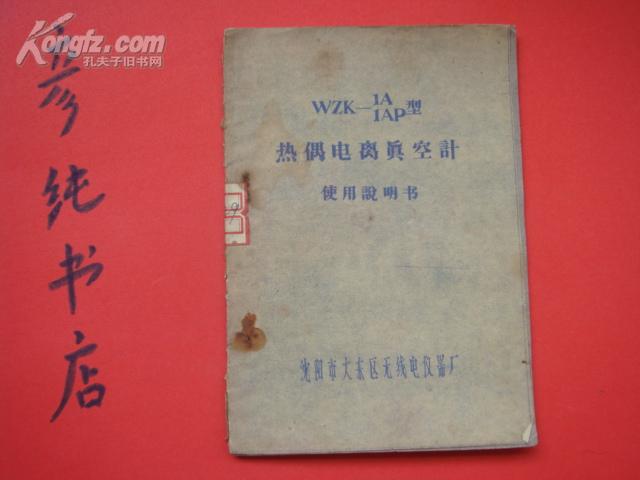 Kongfz.com
孔夫子旧书网
彦纯书店
WZK—1A
1AP型
热偶电离真空計
使用說明书
沈阳市大东区无线电仪器厂